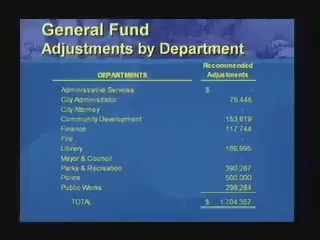 General Fund
Adjustments by Department
Recommended
DEPARTMENTS Adjustments
Administrative Services $ -
City Administrator 79,446
City Attorney -
Community Development 153,619
Finance 117,744
Fire -
Library
Mayor & Council -
Parks & Recreation 390,267
Police 500,000
Public Works 296,284
TOTAL $ 1,704,357